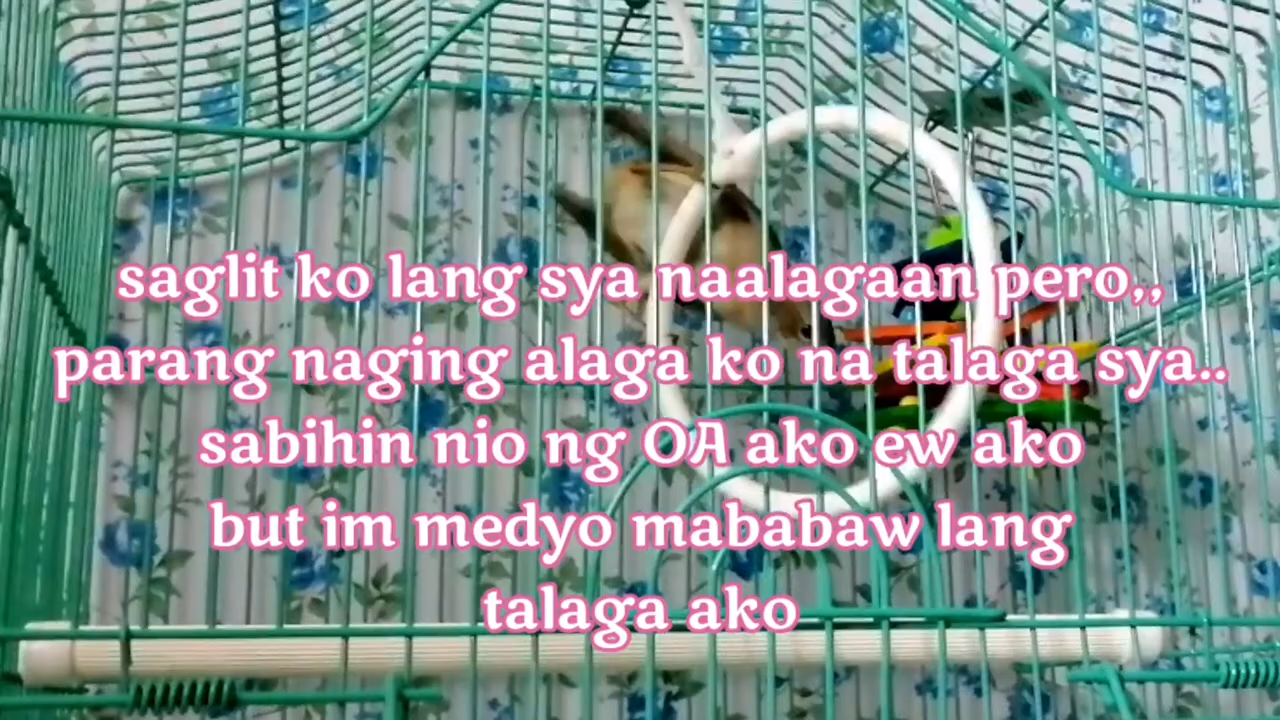 saglit ko lang sya naalagaan pero,,
parang naging alaga ko na talaga sya..
sabihin nio ng OA ako ew ako
but im medyo mababaw lang
talaga ako